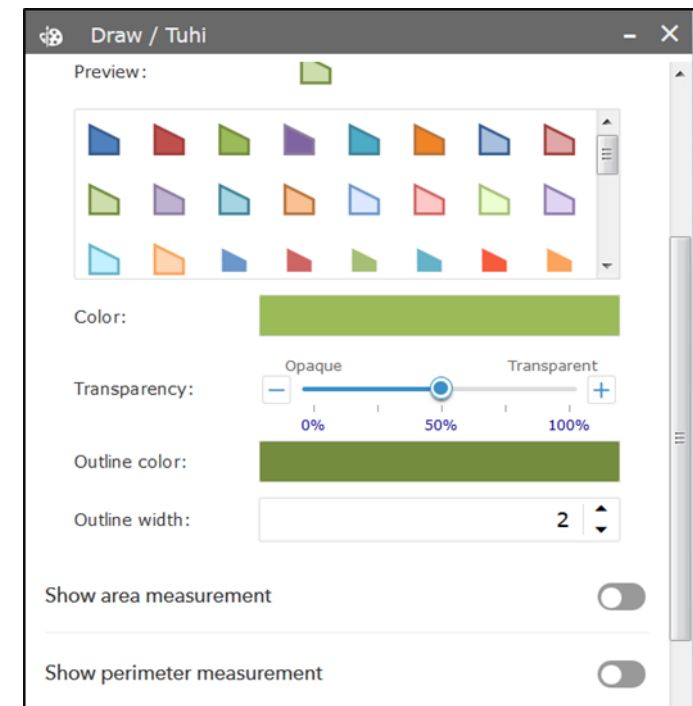 Draw / Tuhi
Preview:
Color:
Opaque Transparent
Transparency:
0% 50% 100%
Outline color:
Outline width: 2
Show area measurement
Show perimeter measurement